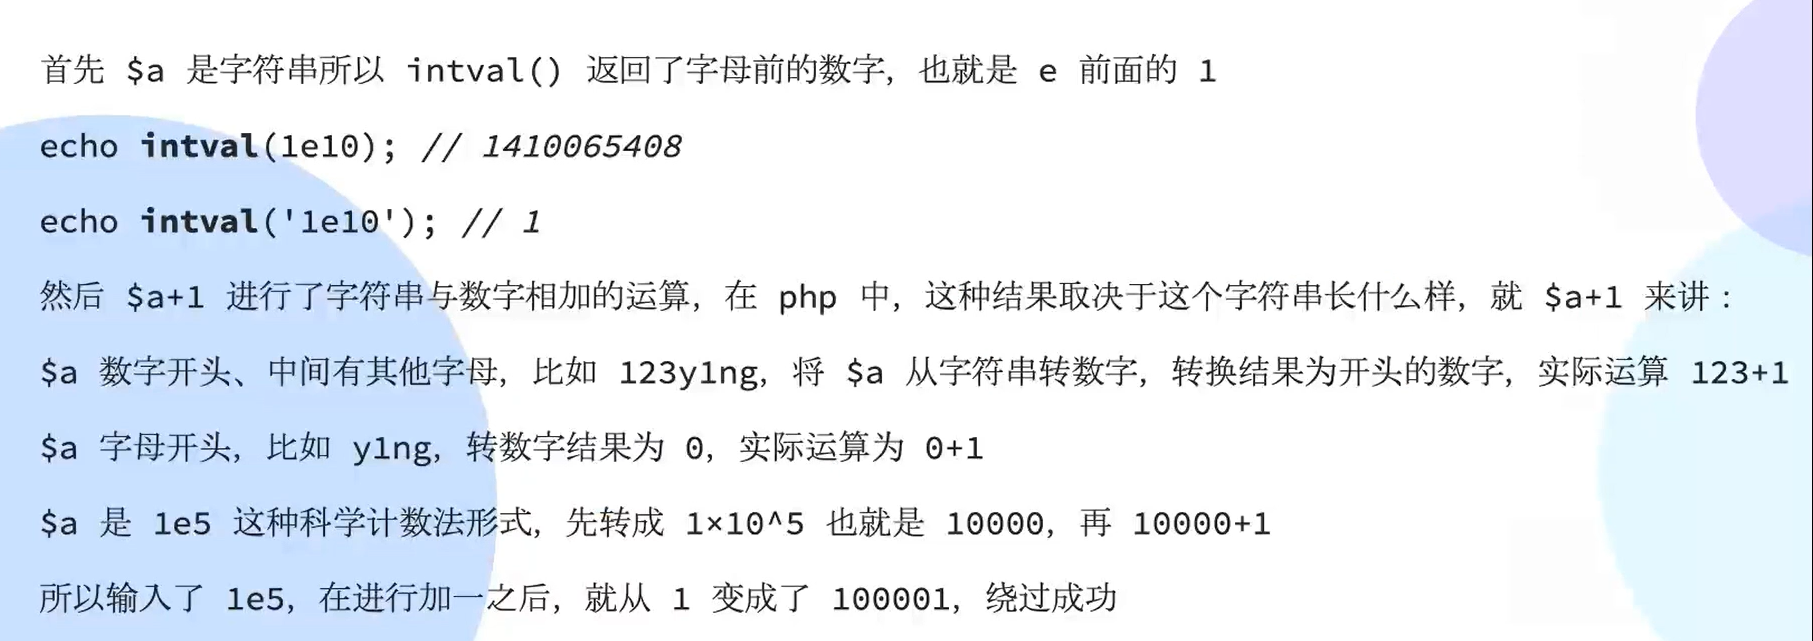 首先 $a 是字符串所以 intval() 返回了字母前的数字，也就是 e 前面的 1
echo intval(1e10); // 1410065408
echo intval('1e10'); // 1
然后 $a+1 进行了字符串与数字相加的运算，在 php 中，这种结果取决于这个字符串长什么样，就 $a+1 来讲：
$a 数字开头、中间有其他字母，比如 123y1ng，将 $a 从字符串转数字，转换结果为开头的数字，实际运算 123+1
$a 字母开头，比如 y1ng，转数字结果为 0，实际运算为 0+1
$a 是 1e5 这种科学计数法形式，先转成 1×10^5 也就是 10000，再 10000+1
所以输入了 1e5，在进行加一之后，就从 1 变成了 100001，绕过成功